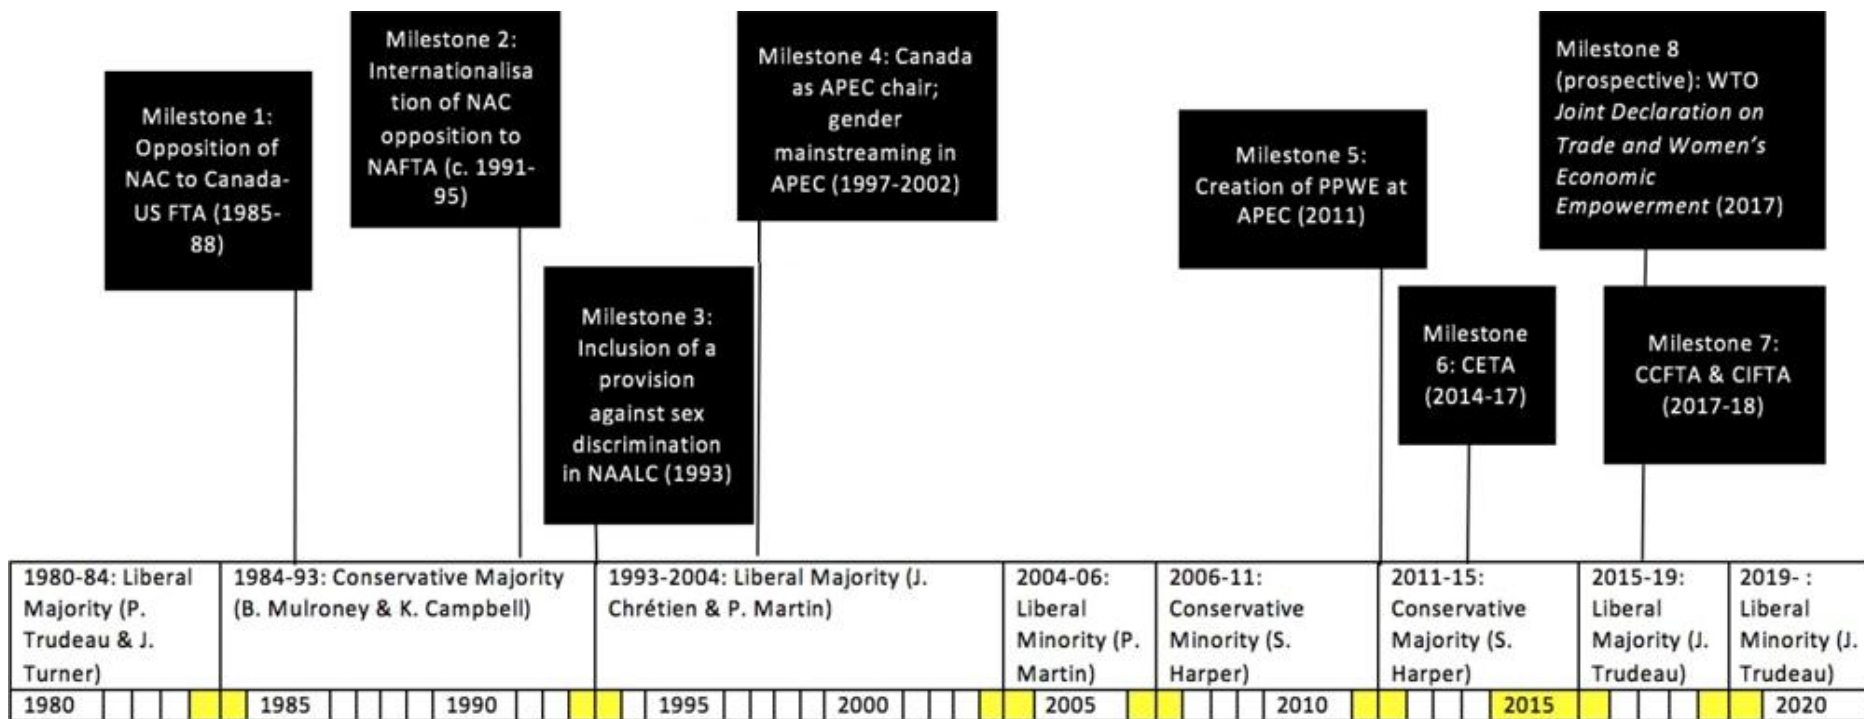 Milestone 1:
Opposition of
NAC to Canada-
US FTA (1985-
88)
Milestone 2:
Internationalisa
tion of NAC
opposition to
NAFTA (c. 1991-
95)
Milestone 3:
Inclusion of a
provision
against sex
discrimination
in NAALC (1993)
Milestone 4: Canada
as APEC chair;
gender
mainstreaming in
APEC (1997-2002)
Milestone 5:
Creation of PPWE at
APEC (2011)
Milestone
6: CETA
(2014-17)
Milestone 8
(prospective): WTO
Joint Declaration on
Trade and Women's
Economic
Empowerment (2017)
Milestone 7:
CCFTA & CIFTA
(2017-18)
1980-84: Liberal
Majority (P.
Trudeau & J.
Turner)
1984-93: Conservative Majority
(B. Mulroney & K. Campbell)
1993-2004: Liberal Majority (J.
Chrétien & P. Martin)
2004-06:
Liberal
Minority (P.
Martin)
2006-11:
Conservative
Minority (S.
Harper)
2011-15:
Conservative
Majority (S.
Harper)
2015-19:
Liberal
Majority (J.
Trudeau)
2019- :
Liberal
Minority (J.
Trudeau)
1980 1985 1990 1995 2000 2005 2010 2015 2020